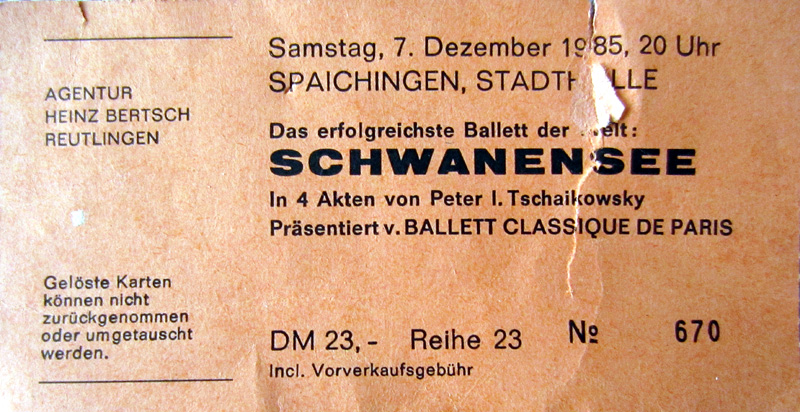 AGENTUR
HEINZ BERTSCH
REUTLINGEN
Gelöste Karten
können nicht
zurückgenommen
oder umgetauscht
werden.
Samstag, 7. Dezember 1985, 20 Uhr
SPAICHINGEN,
Das erfolgreichste Ballett der
SCHWANENSEE
In 4 Akten von Peter I. Tschaikowsky
Präsentiert v. BALLETT CLASSIQUE DE PARIS
DM 23,- Reihe 23 № 670
Incl. Vorverkaufsgebühr